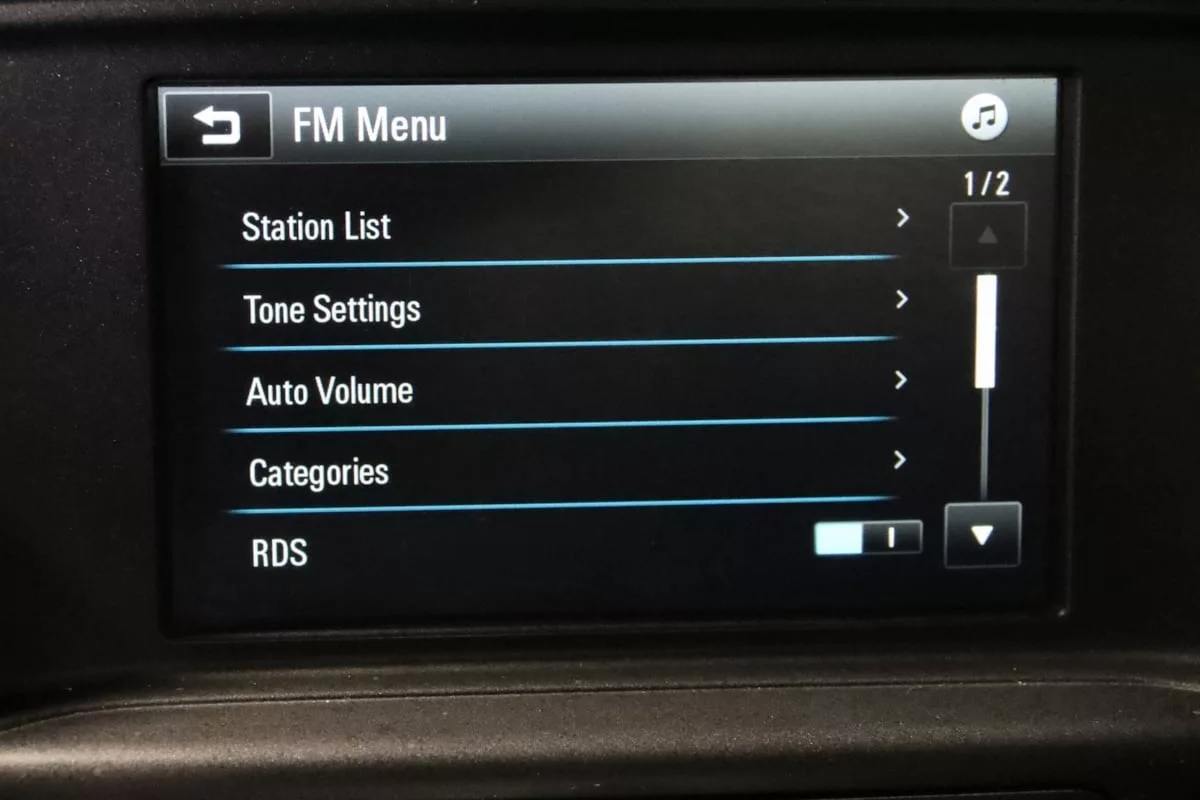 FM Menu
1/2
Station List
Tone Settings
Auto Volume
Categories
RDS